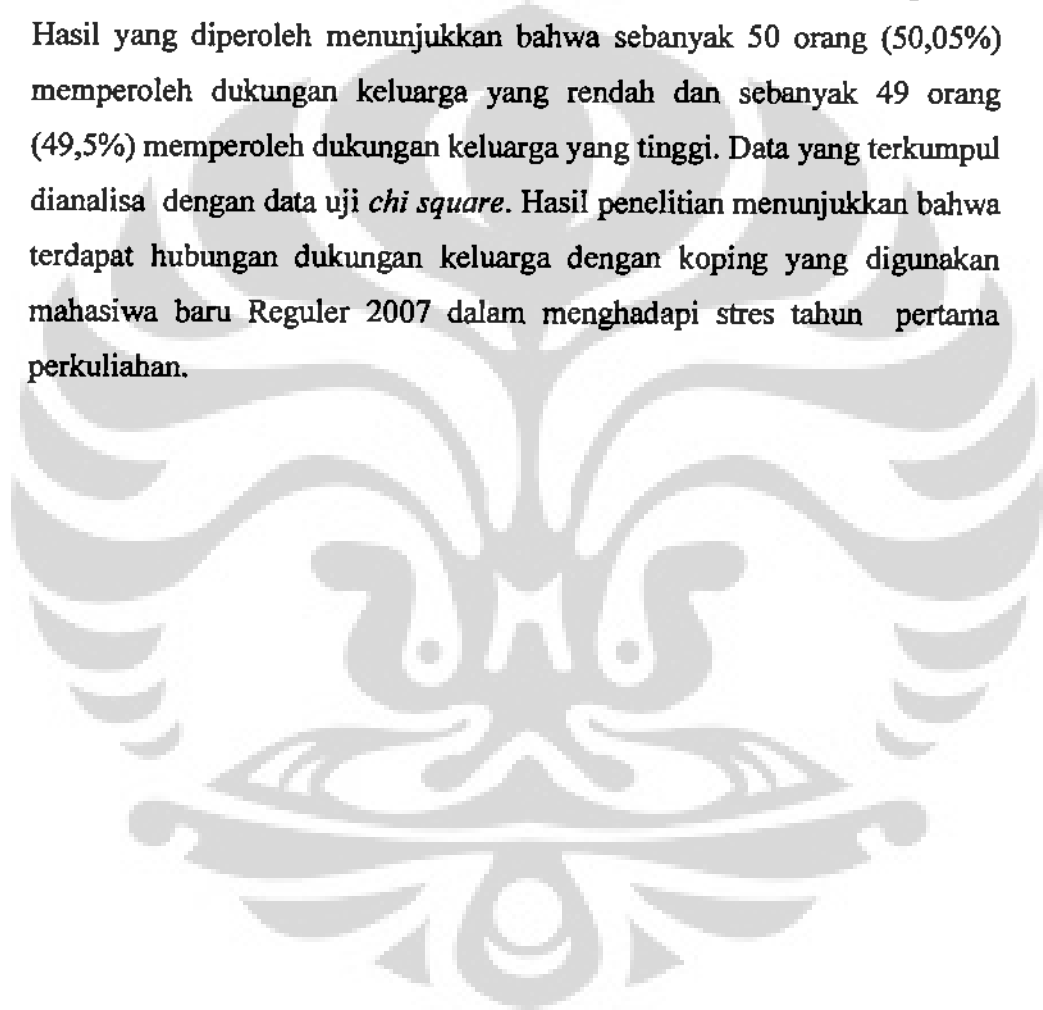 Hasil yang diperoleh menunjukkan bahwa sebanyak 50 orang (50,05%)
memperoleh dukungan keluarga yang rendah dan sebanyak 49 orang
(49,5%) memperoleh dukungan keluarga yang tinggi. Data yang terkumpul
dianalisa dengan data uji chi square. Hasil penelitian menunjukkan bahwa
terdapat hubungan dukungan keluarga dengan koping yang digunakan
mahasiwa baru Reguler 2007 dalam menghadapi stres tahun pertama
perkuliahan.